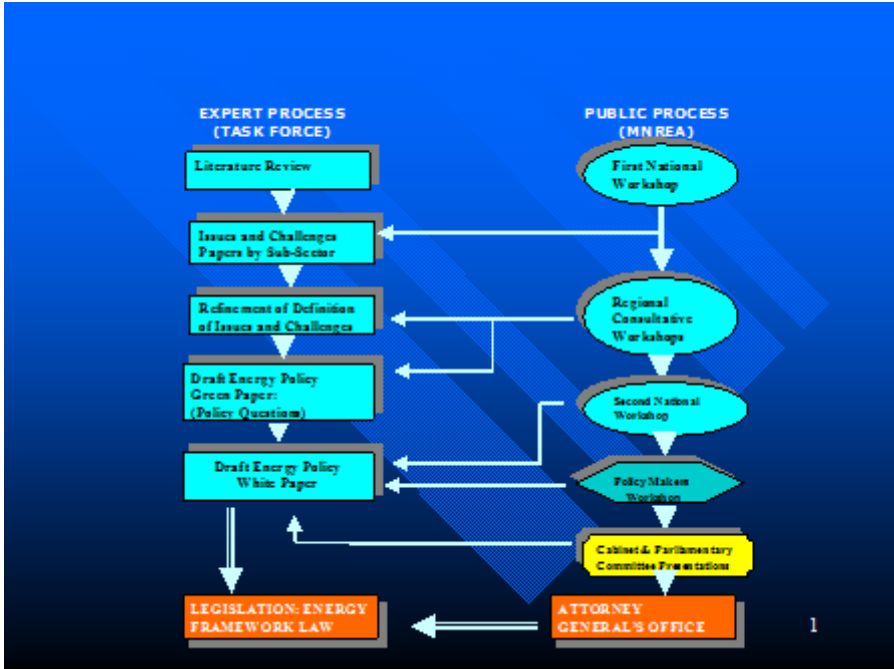 EXPERT PROCESS
(TASK FORCE)
Literature Review
Issues and Challenges
Papers by Sub-Sector
Refinement of Definition
of Issues and Challenges
Draft Energy Policy
Green Paper:
(Policy Questions)
Draft Energy Policy
White Paper
LEGISLATION: ENERGY
FRAMEWORK LAW
PUBLIC PROCESS
(MNREA)
First National
Workshop
Regional
Consultative
Workshops
Second National
Workshop
Policy Makers
Workshop
Cabinet & Parliamentary
Committee Presentations
ATTORNEY
GENERAL'S OFFICE
1